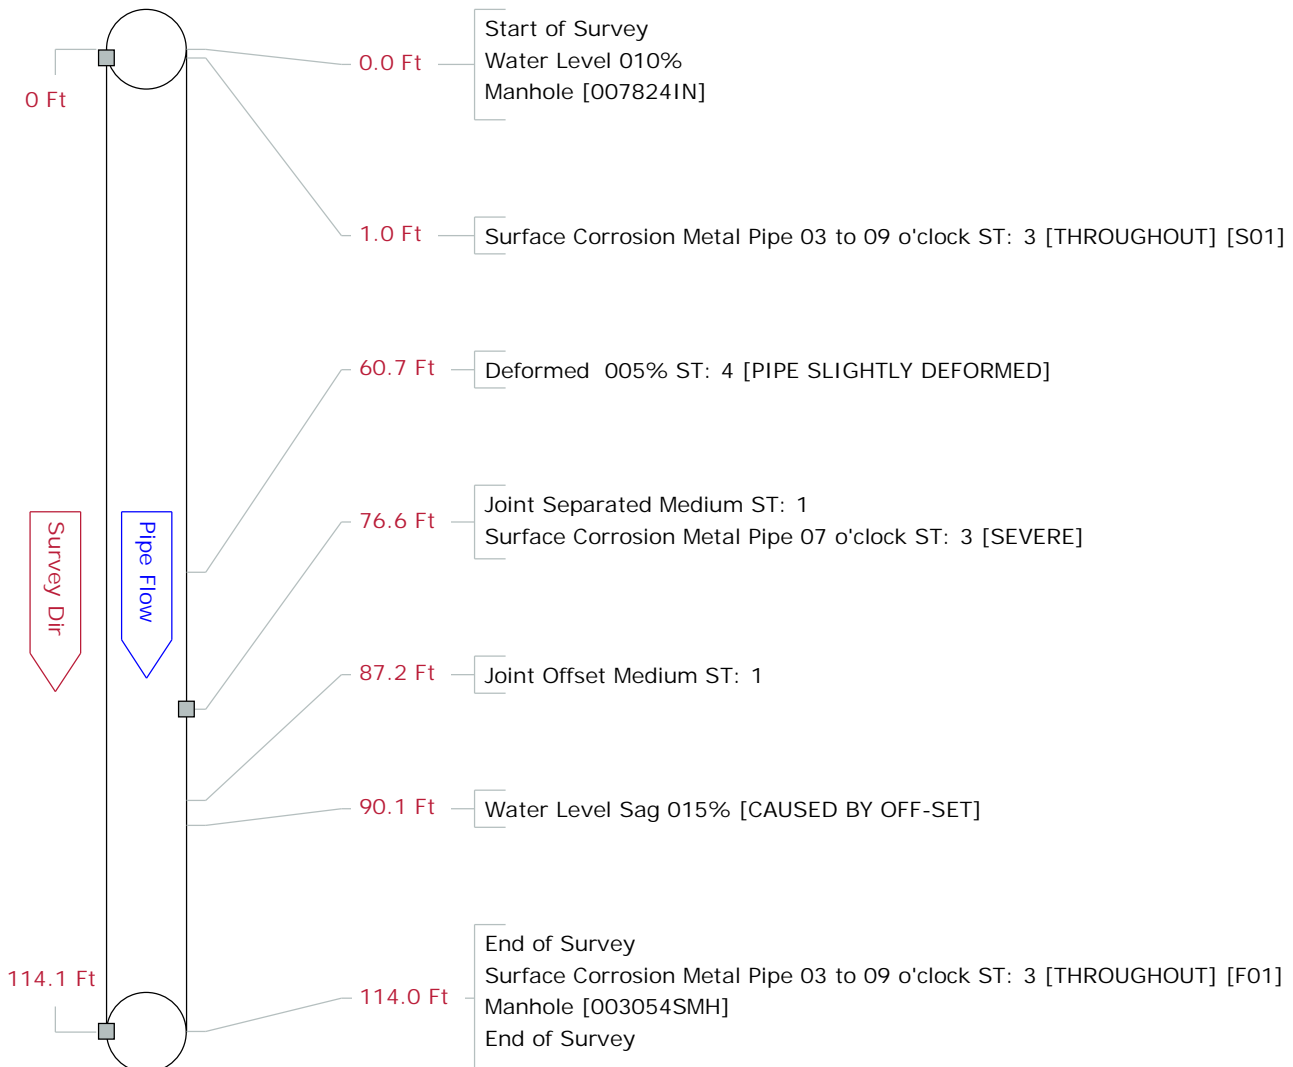 0 Ft
0.0 Ft
Start of Survey
Water Level 010%
Manhole [007824IN]
1.0 Ft
Surface Corrosion Metal Pipe 03 to 09 o'clock ST: 3 [THROUGHOUT] [S01]
60.7 Ft
Deformed  005% ST: 4 [PIPE SLIGHTLY DEFORMED]
Survey Dir
Pipe Flow
76.6 Ft
Joint Separated Medium ST: 1
Surface Corrosion Metal Pipe 07 o'clock ST: 3 [SEVERE]
87.2 Ft
Joint Offset Medium ST: 1
90.1 Ft
Water Level Sag 015% [CAUSED BY OFF-SET]
114.1 Ft
114.0 Ft
End of Survey
Surface Corrosion Metal Pipe 03 to 09 o'clock ST: 3 [THROUGHOUT] [F01]
Manhole [003054SMH]
End of Survey